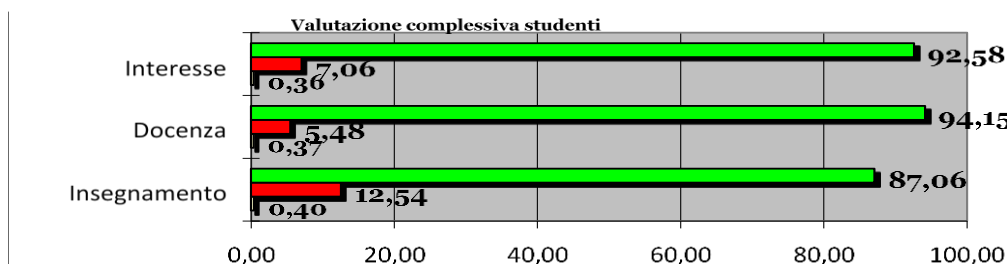 Valutazione complessiva studenti
Interesse
92,58
7,06
0,36
Docenza
94,15
5,48
0,37
Insegnamento
87,06
12,54
0,40
0,00 20,00 40,00 60,00 80,00 100,00